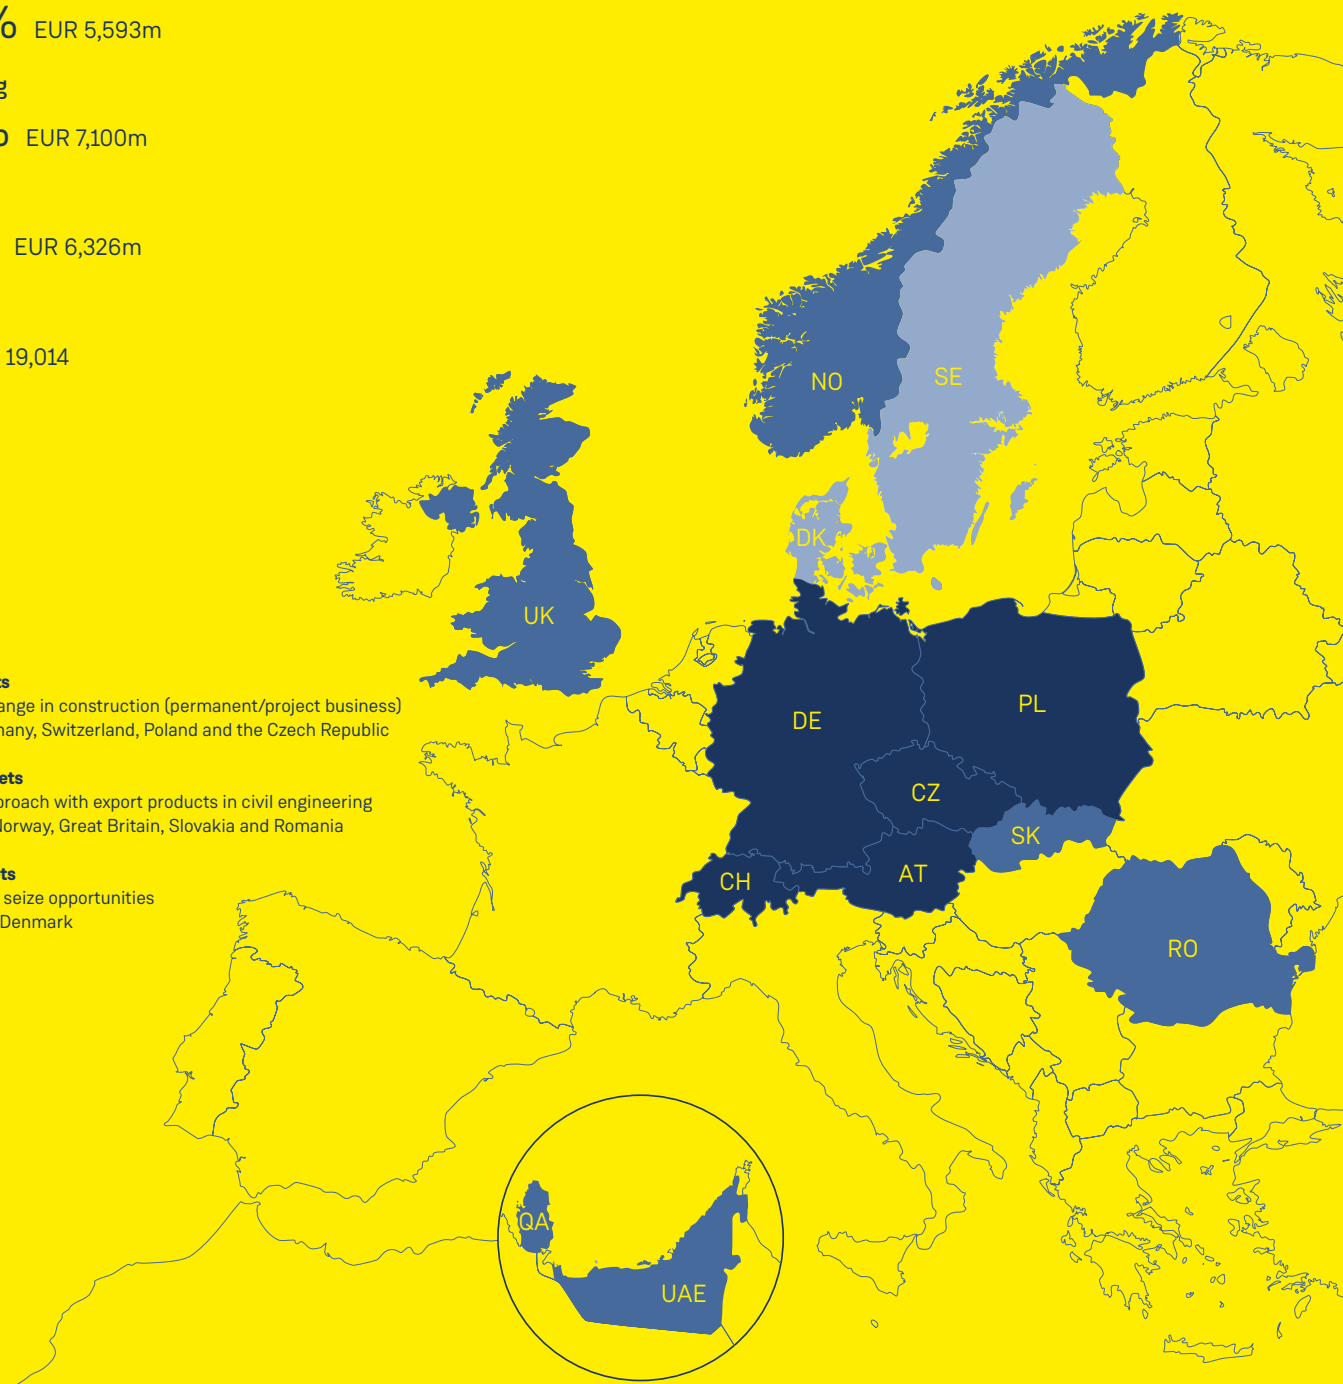 % EUR 5,593m
g
o EUR 7,100m
EUR 6,326m
19,014
ts
ange in construction (permanent/project business)
many, Switzerland, Poland and the Czech Republic
ets
proach with export products in civil engineering
Norway, Great Britain, Slovakia and Romania
ts
seize opportunities
Denmark
NO
SE
DK
UK
DE
PL
CZ
SK
CH
AT
RO
QA
UAE